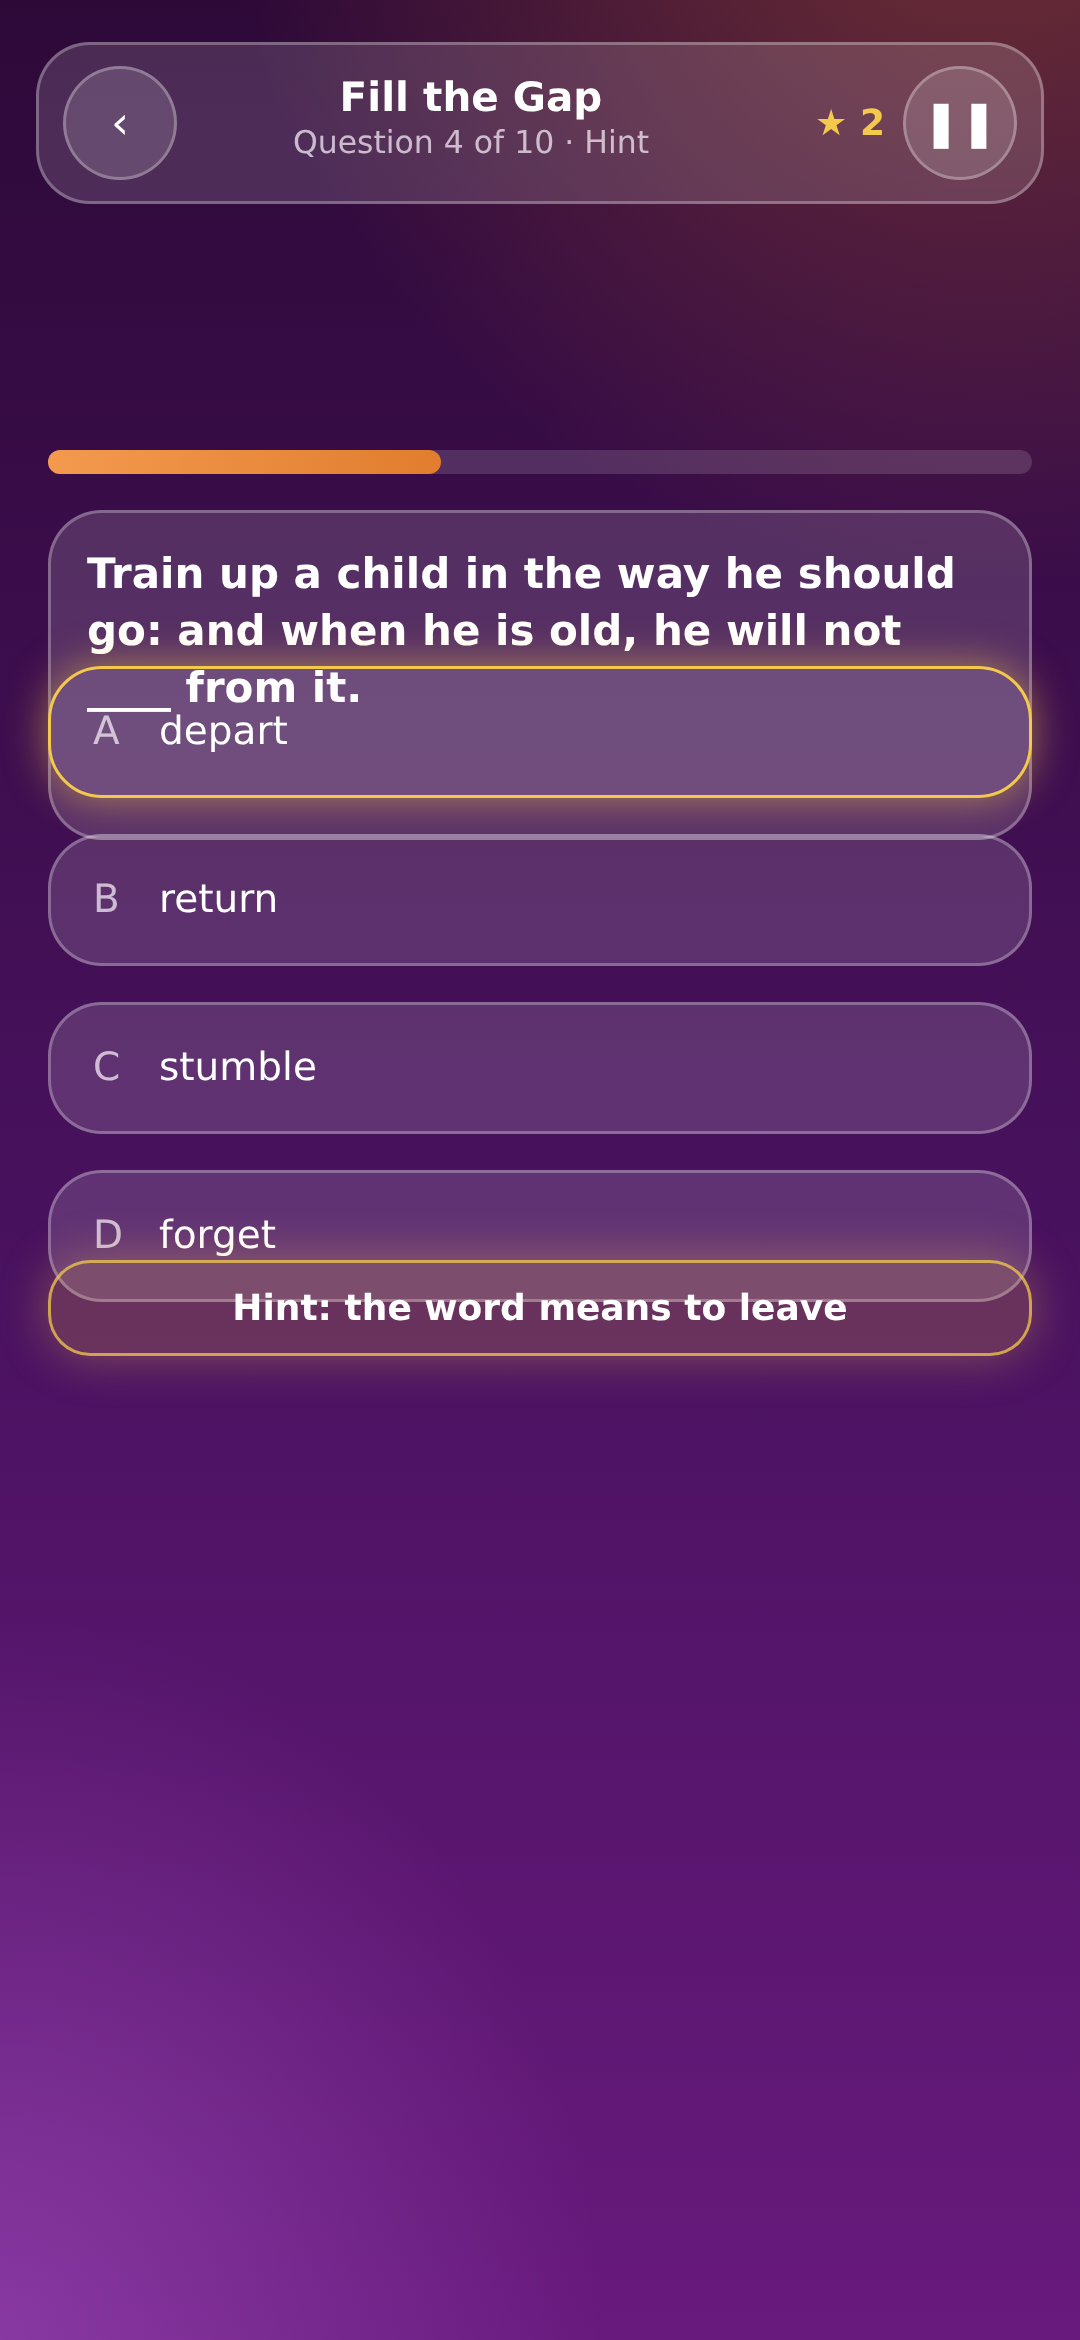 ‹
Fill the Gap
Question 4 of 10 · Hint
★ 2
Train up a child in the way he should
go: and when he is old, he will not
____ from it.
A depart
B return
C stumble
D forget
Hint: the word means to leave